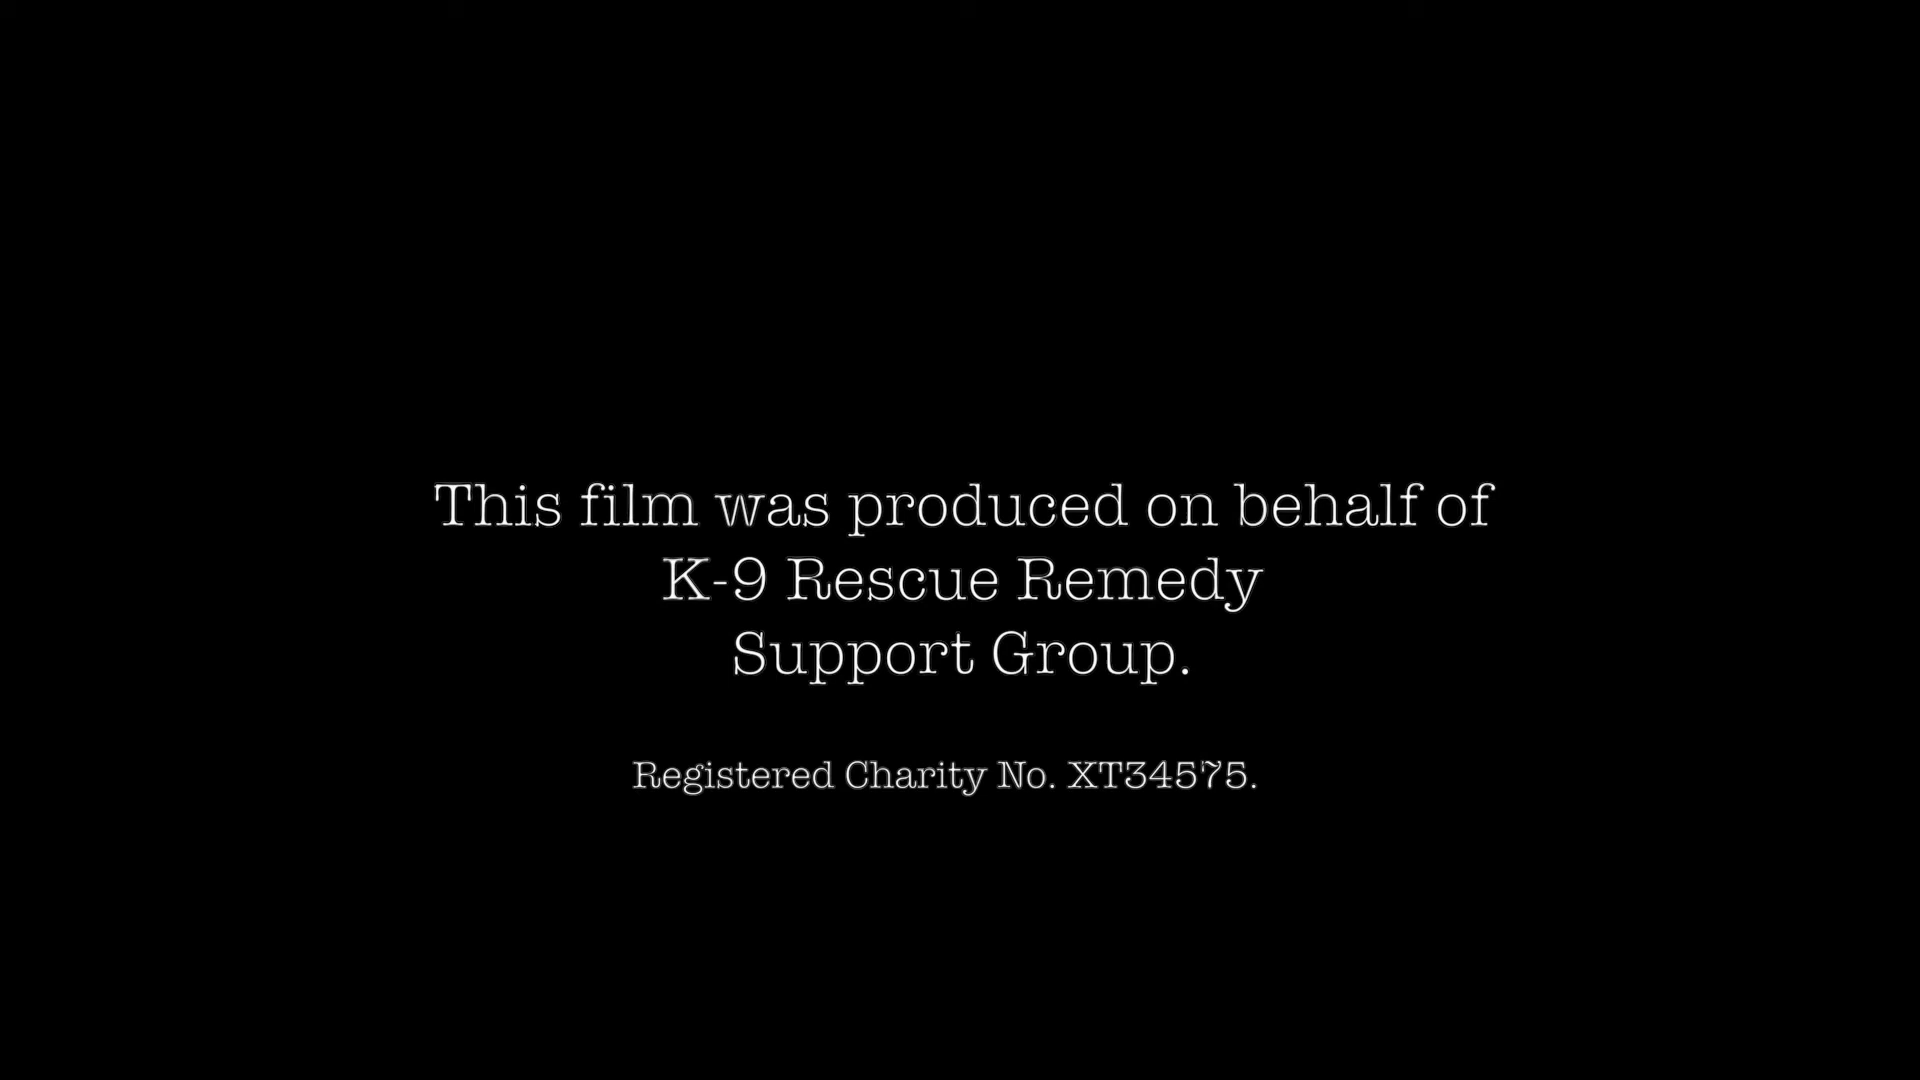 This film was produced on behalf of
K-9 Rescue Remedy
Support Group.
Registered Charity No. XT34575.